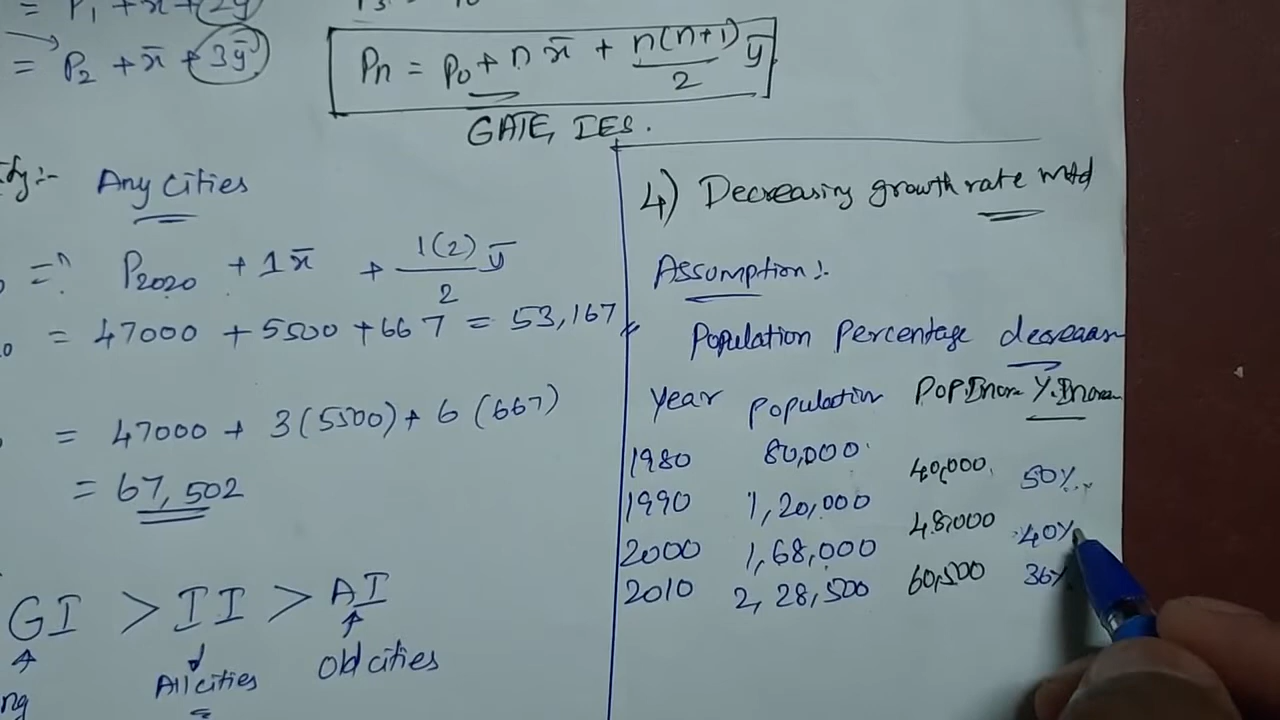 = P₁ + x̄ + 2ȳ
= P₂ + x̄ + 3ȳ
Pn = P₀ + n x̄ + n(n+1)/2 ȳ
GATE, IES.
Any cities
= P2020 + 1x̄ + 1(2)/2 ȳ
= 47000 + 5500 + 667 = 53,167
= 47000 + 3(5500) + 6(667)
= 67,502
GI > II > AI
All cities
Old cities
4) Decreasing growth rate mtd
Assumption:-
Population Percentage
Year Population Pop.Incr.
1980 80,000
40,000 50%
1990 1,20,000
48,000 40%
2000 1,68,000
60,500 36%
2010 2,28,500